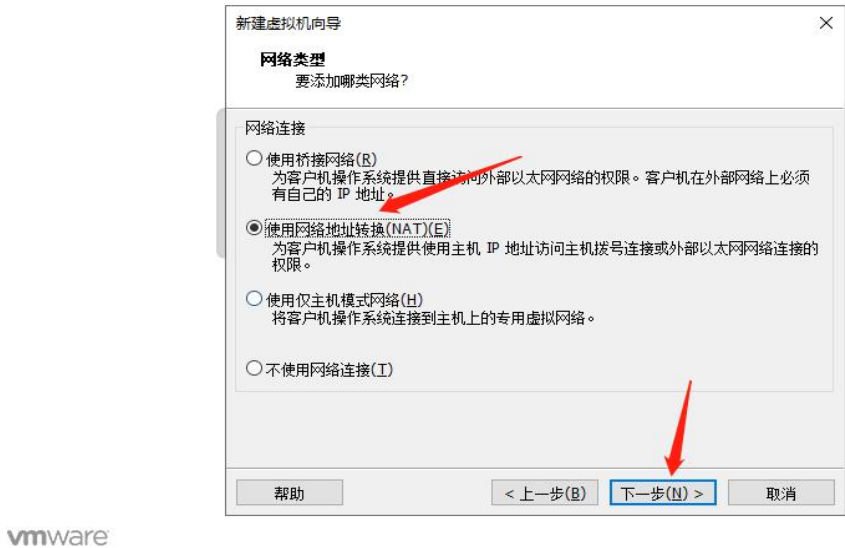 新建虚拟机向导
网络类型
要添加哪类网络?
网络连接
使用桥接网络(R)
为客户机操作系统提供直接访问外部以太网网络的权限。客户机在外部网络上必须
有自己的 IP 地址。
使用网络地址转换(NAT)(E)
为客户机操作系统提供使用主机 IP 地址访问主机拨号连接或外部以太网网络连接的
权限。
使用仅主机模式网络(H)
将客户机操作系统连接到主机上的专用虚拟网络。
不使用网络连接(T)
帮助
< 上一步(B)
下一步(N) >
取消
vmware